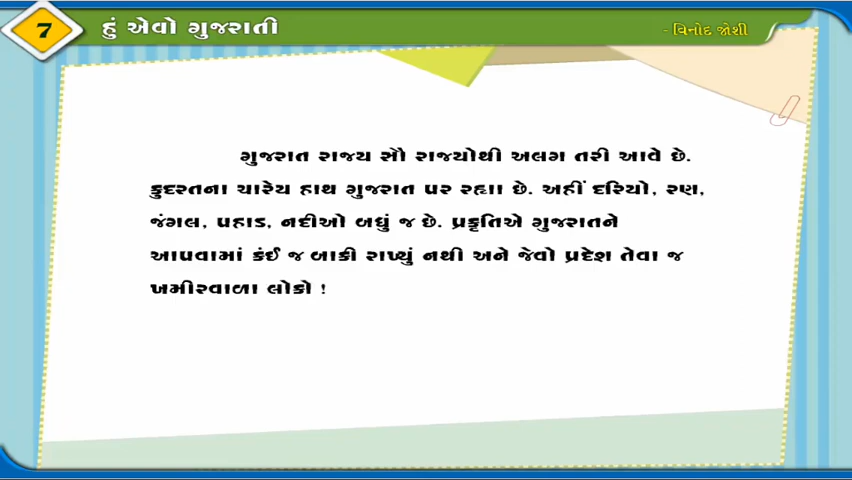 7 હું એવો ગુજરાતી - વિનોદ જોશી
ગુજરાત રાજ્ય સૌ રાજ્યોથી અલગ તરી આવે છે.
કુદરતના ચારેય હાથ ગુજરાત પર રહ્યા છે. અહીં દરિયો, રણ,
જંગલ, પહાડ, નદીઓ બધું જ છે. પ્રકૃતિએ ગુજરાતને
આપવામાં કંઈ જ બાકી રાખ્યું નથી અને જેવો પ્રદેશ તેવા જ
ખમીરવાળા લોકો !